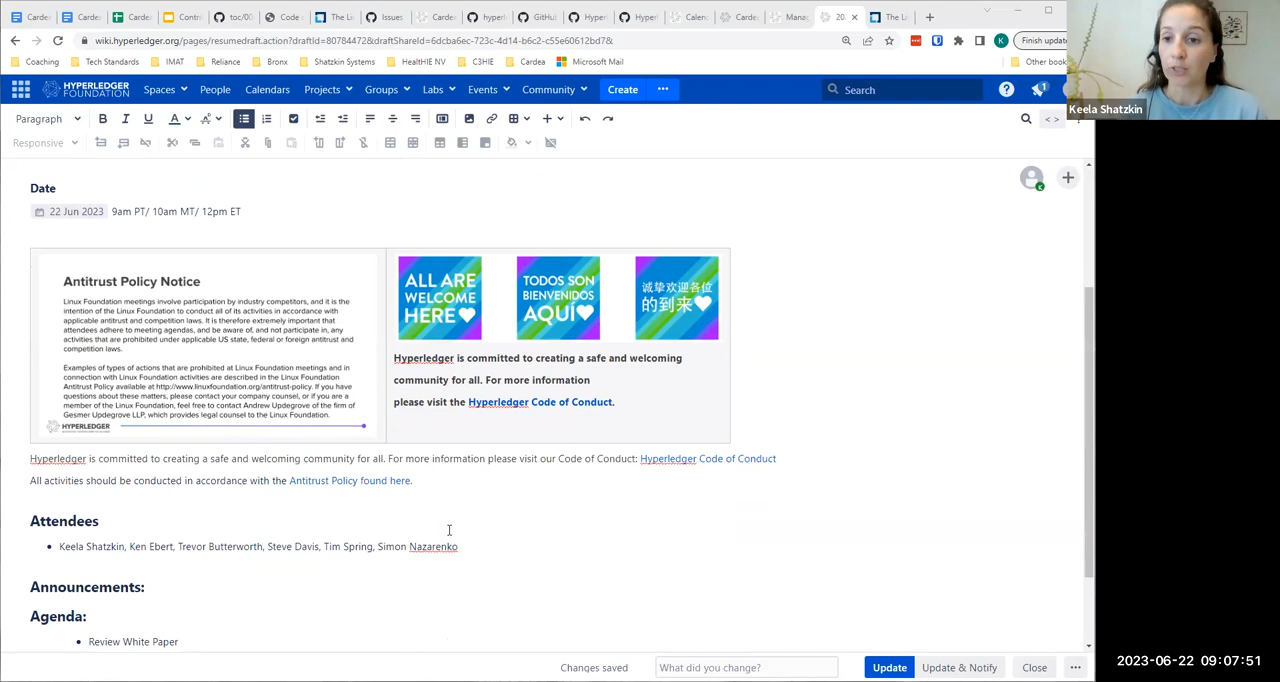 Cardea
Cardea
Cardea
Contri
toc/00
Code o
The Li
Issues
Cardea
hyperl
GitHu
Hyper
Hyperl
Calen
Carde
Manag
20.
The Li
wiki.hyperledger.org/pages/resumedraft.action?draftId=80784472&draftShareId=6dcba6ec-723c-4d14-b6c2-c55e60612bd7&
K
Finish update
Coaching
Tech Standards
IMAT
Reliance
Bronx
Shatzkin Systems
HealthIE NV
C3HIE
Cardea
Microsoft Mail
Other book
HYPERLEDGER
FOUNDATION
Spaces
People
Calendars
Projects
Groups
Labs
Events
Community
Create
Search
1
Keela Shatzkin
Paragraph
B
I
U
A
< >
Responsive
Date
22 Jun 2023 9am PT/ 10am MT/ 12pm ET
Antitrust Policy Notice
Linux Foundation meetings involve participation by industry competitors, and it is the
intention of the Linux Foundation to conduct all of its activities in accordance with
applicable antitrust and competition laws. It is therefore extremely important that
attendees adhere to meeting agendas, and be aware of, and not participate in, any
activities that are prohibited under applicable US state, federal or foreign antitrust and
competition laws.
Examples of types of actions that are prohibited at Linux Foundation meetings and in
connection with Linux Foundation activities are described in the Linux Foundation
Antitrust Policy available at http://www.linuxfoundation.org/antitrust-policy. If you have
questions about these matters, please contact your company counsel, or if you are a
member of the Linux Foundation, feel free to contact Andrew Updegrove of the firm of
Gesmer Updegrove LLP, which provides legal counsel to the Linux Foundation.
HYPERLEDGER
ALL ARE
WELCOME
HERE
TODOS SON
BIENVENIDOS
AQUÍ
诚挚欢迎各位
的到来
Hyperledger is committed to creating a safe and welcoming
community for all. For more information
please visit the Hyperledger Code of Conduct.
Hyperledger is committed to creating a safe and welcoming community for all. For more information please visit our Code of Conduct: Hyperledger Code of Conduct
All activities should be conducted in accordance with the Antitrust Policy found here.
Attendees
Keela Shatzkin, Ken Ebert, Trevor Butterworth, Steve Davis, Tim Spring, Simon Nazarenko
Announcements:
Agenda:
Review White Paper
Changes saved
What did you change?
Update
Update & Notify
Close
2023-06-22 09:07:51